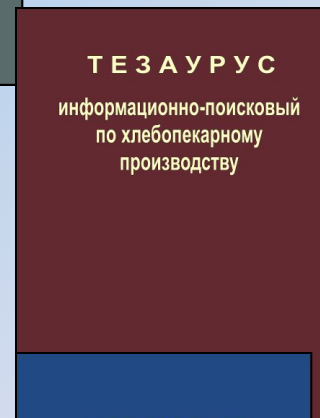 ТЕЗАУРУС
информационно-поисковый
по хлебопекарному
производству